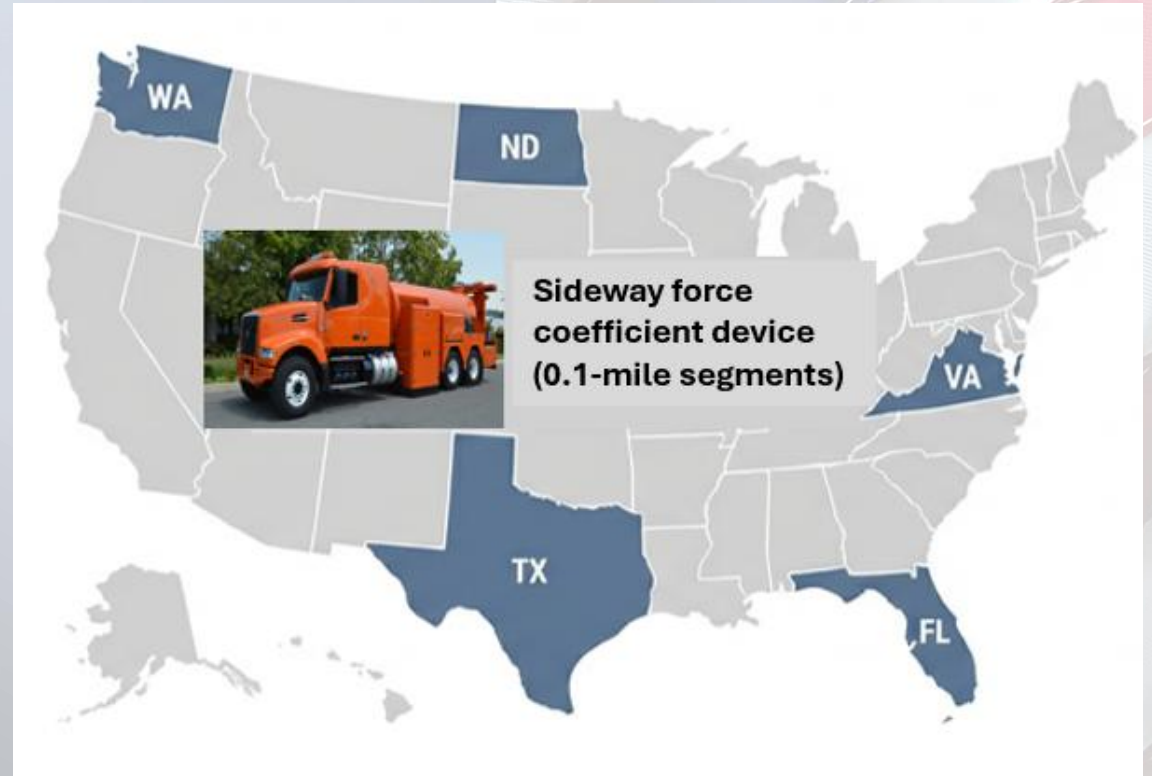 WA
ND
Sideway force
coefficient device
(0.1-mile segments)
VA
TX
FL